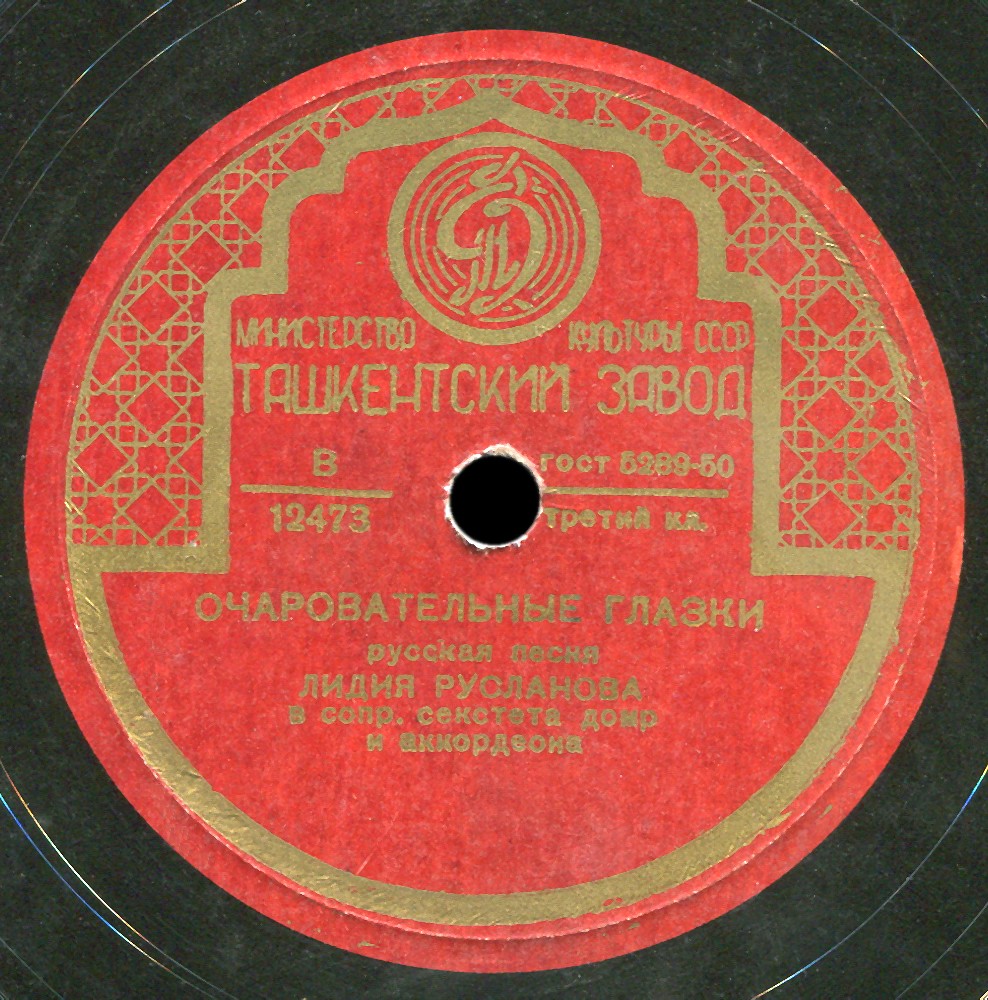 МИНИСТЕРСТВО КУЛЬТУРЫ СССР
ТАШКЕНТСКИЙ ЗАВОД
В ГОСТ 5289-50
12473 третий кл.
ОЧАРОВАТЕЛЬНЫЕ ГЛАЗКИ
русская песня
ЛИДИЯ РУСЛАНОВА
в сопр. секстета домр
и аккордеона